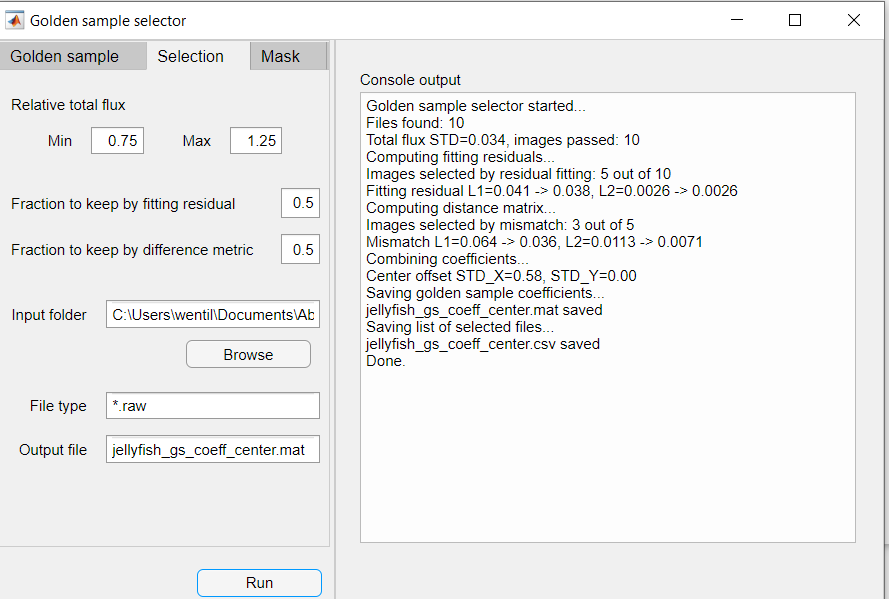 Golden sample selector
Golden sample Selection Mask
Relative total flux
Min 0.75 Max 1.25
Fraction to keep by fitting residual 0.5
Fraction to keep by difference metric 0.5
Input folder C:\Users\wentil\Documents\Ab
Browse
File type *.raw
Output file jellyfish_gs_coeff_center.mat
Run
Console output
Golden sample selector started...
Files found: 10
Total flux STD=0.034, images passed: 10
Computing fitting residuals...
Images selected by residual fitting: 5 out of 10
Fitting residual L1=0.041 -> 0.038, L2=0.0026 -> 0.0026
Computing distance matrix...
Images selected by mismatch: 3 out of 5
Mismatch L1=0.064 -> 0.036, L2=0.0113 -> 0.0071
Combining coefficients...
Center offset STD_X=0.58, STD_Y=0.00
Saving golden sample coefficients...
jellyfish_gs_coeff_center.mat saved
Saving list of selected files...
jellyfish_gs_coeff_center.csv saved
Done.